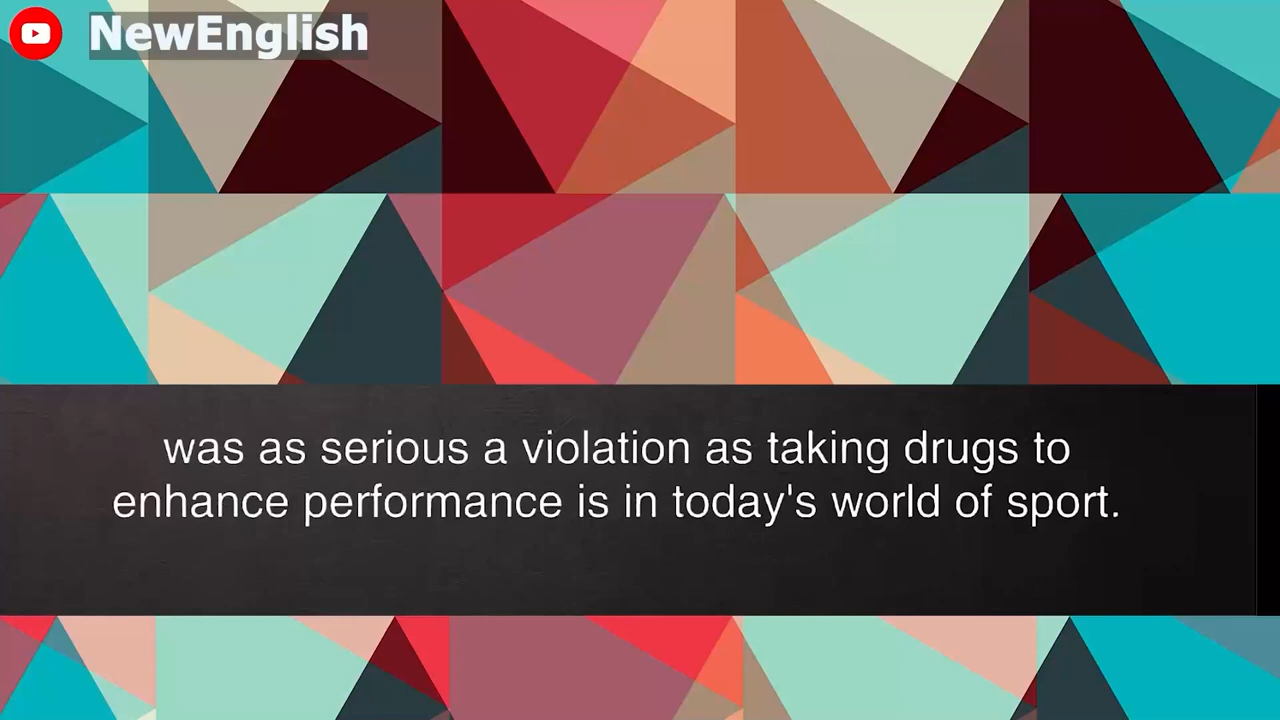 NewEnglish
was as serious a violation as taking drugs to
enhance performance is in today's world of sport.